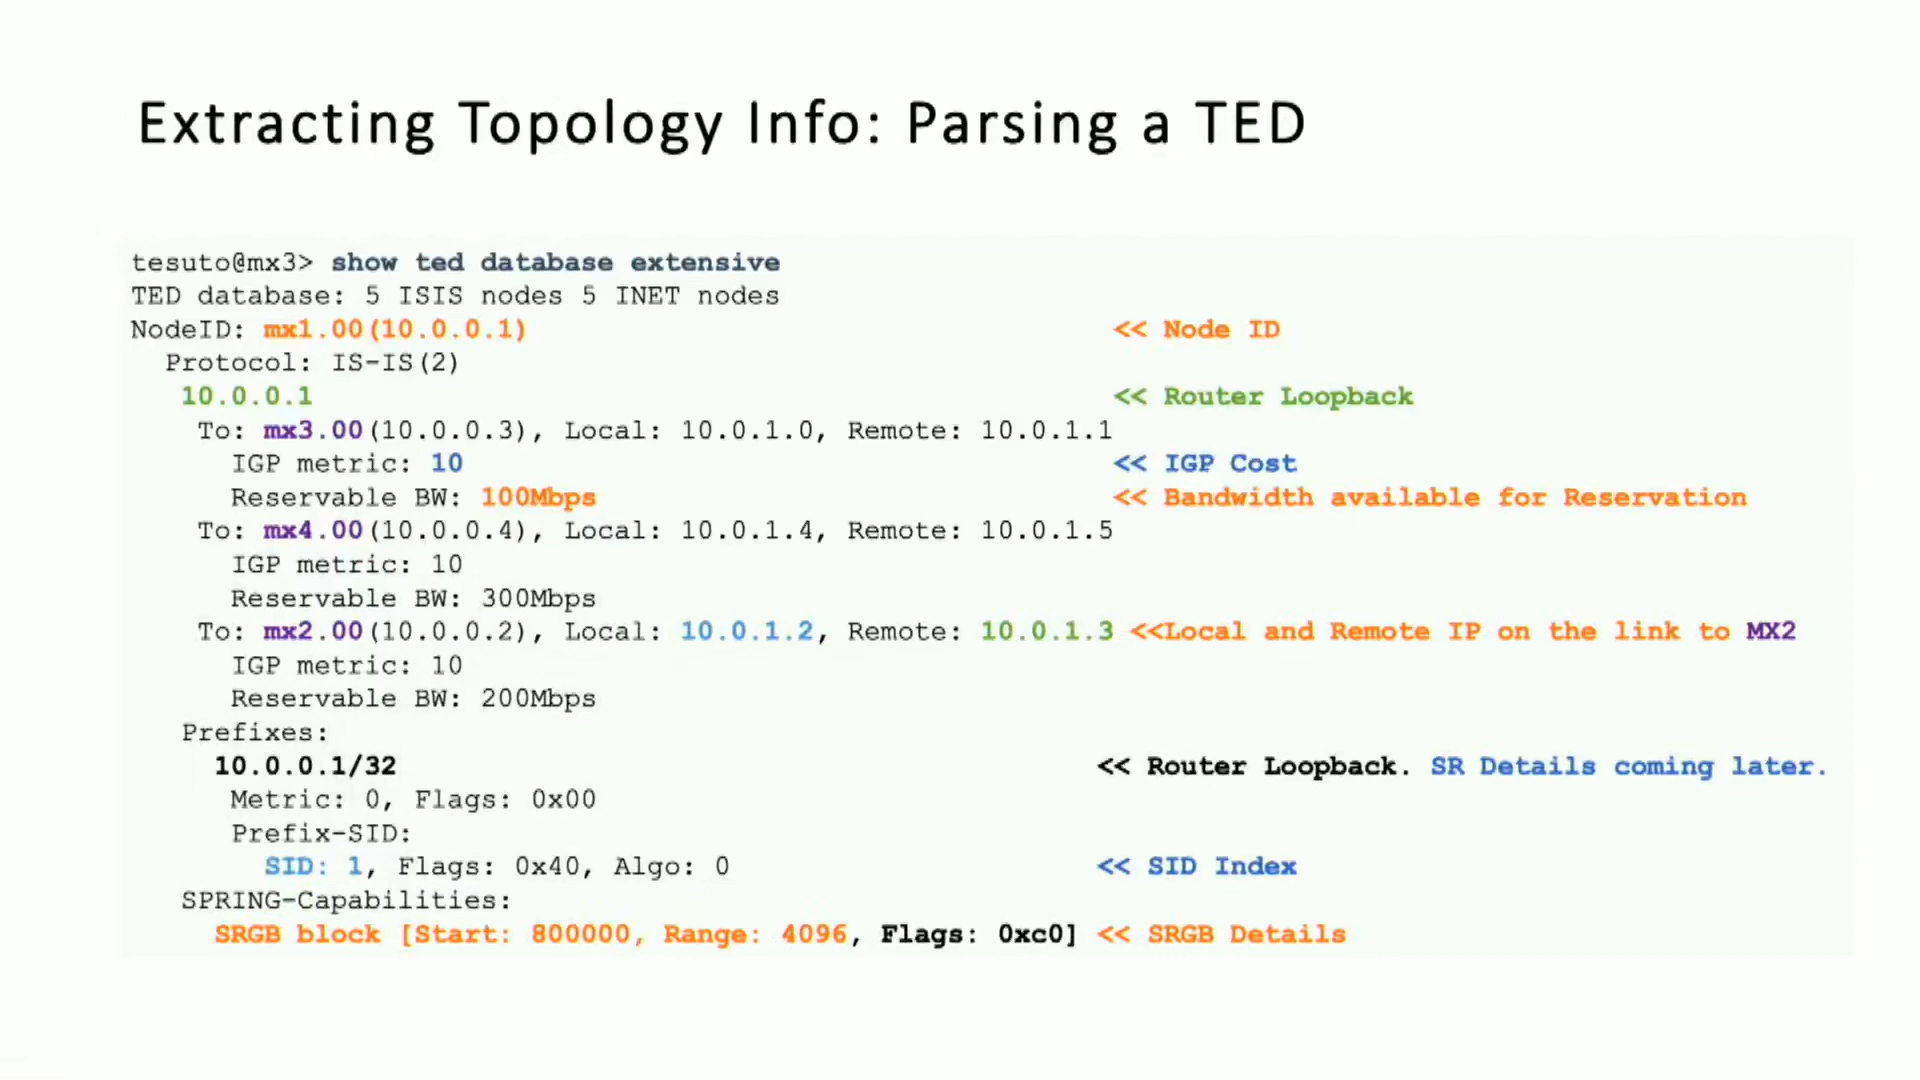 Extracting Topology Info: Parsing a TED
tesuto@mx3> show ted database extensive
TED database: 5 ISIS nodes 5 INET nodes
NodeID: mx1.00(10.0.0.1) << Node ID
Protocol: IS-IS(2)
10.0.0.1 << Router Loopback
To: mx3.00(10.0.0.3), Local: 10.0.1.0, Remote: 10.0.1.1
IGP metric: 10 << IGP Cost
Reservable BW: 100Mbps << Bandwidth available for Reservation
To: mx4.00(10.0.0.4), Local: 10.0.1.4, Remote: 10.0.1.5
IGP metric: 10
Reservable BW: 300Mbps
To: mx2.00(10.0.0.2), Local: 10.0.1.2, Remote: 10.0.1.3 <<Local and Remote IP on the link to MX2
IGP metric: 10
Reservable BW: 200Mbps
Prefixes:
10.0.0.1/32 << Router Loopback. SR Details coming later.
Metric: 0, Flags: 0x00
Prefix-SID:
SID: 1, Flags: 0x40, Algo: 0 << SID Index
SPRING-Capabilities:
SRGB block [Start: 800000, Range: 4096, Flags: 0xc0] << SRGB Details